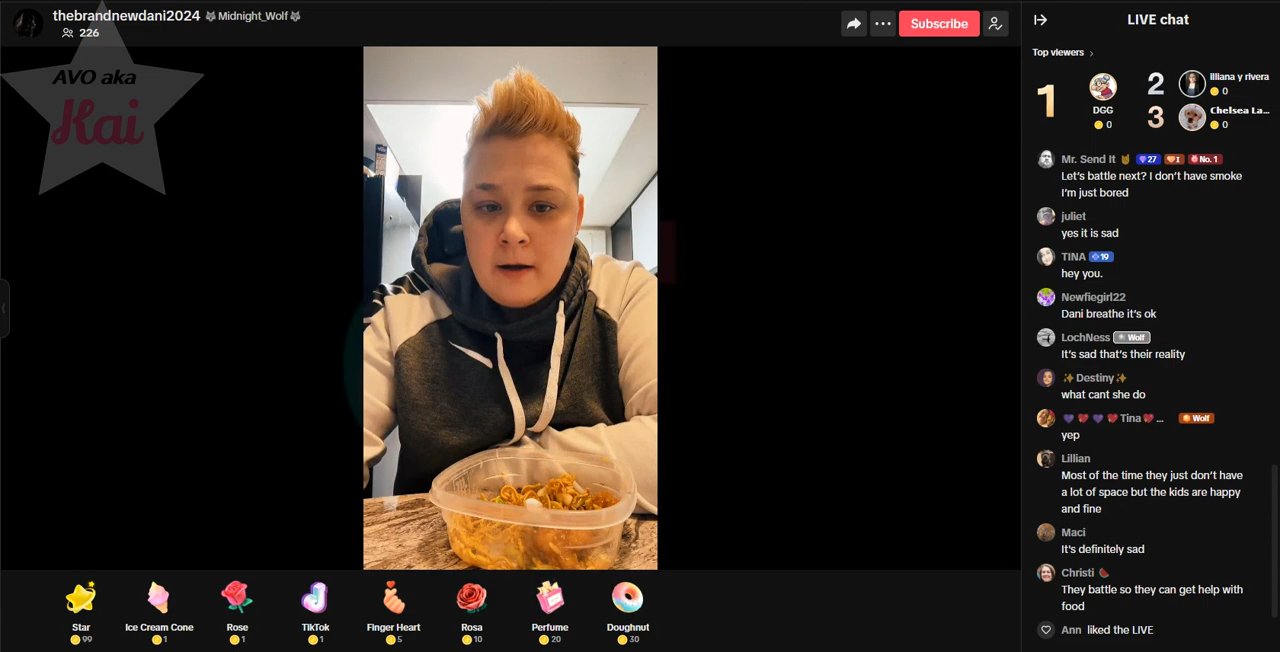 thebrandnewdani2024 🐺Midnight_Wolf🐺
226
Subscribe
AVO aka
Kai
LIVE chat
Top viewers >
1
DGG
0
2
illiana y rivera
0
3
Chelsea La...
0
Mr. Send It 27 I No. 1
Let's battle next? I don't have smoke
I'm just bored
juliet
yes it is sad
TINA 19
hey you.
Newfiegirl22
Dani breathe it's ok
LochNess Wolf
It's sad that's their reality
✨Destiny✨
what cant she do
💜💖💜💖Tina💖... Wolf
yep
Lillian
Most of the time they just don't have
a lot of space but the kids are happy
and fine
Maci
It's definitely sad
Christi 🍉
They battle so they can get help with
food
Ann liked the LIVE
Star
99
Ice Cream Cone
1
Rose
1
TikTok
1
Finger Heart
5
Rosa
10
Perfume
20
Doughnut
30